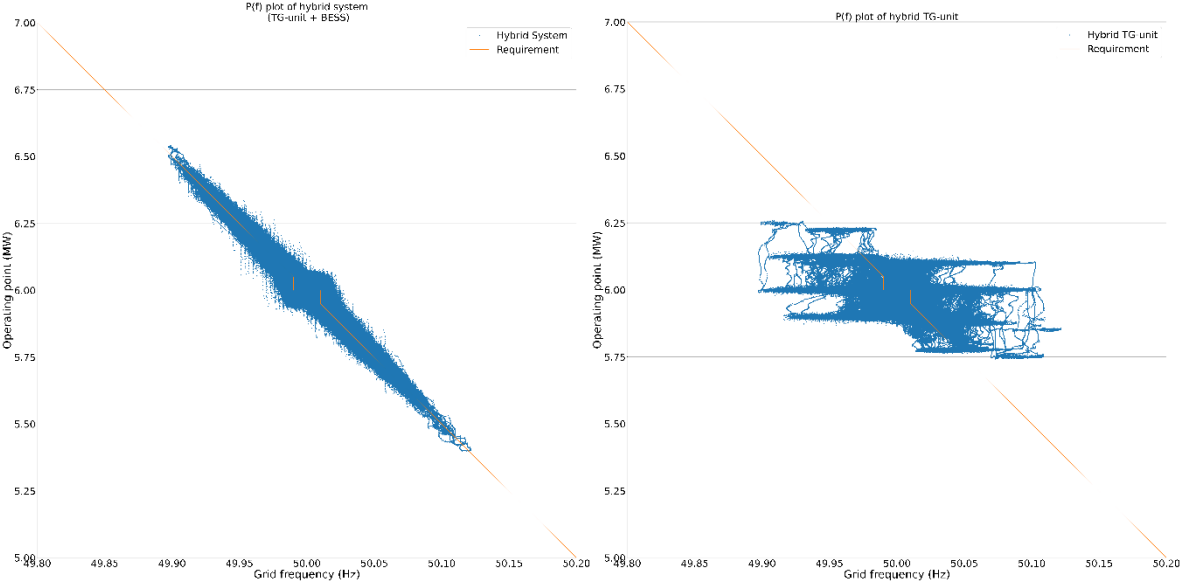 P(f) plot of hybrid system
(TG-unit + BESS)
Hybrid System
Requirement
7.00
6.75
6.50
6.25
6.00
5.75
5.50
5.25
5.00
Operating point (MW)
49.80 49.85 49.90 49.95 50.00 50.05 50.10 50.15 50.20
Grid frequency (Hz)
P(f) plot of hybrid TG-unit
Hybrid TG-unit
Requirement
7.00
6.75
6.50
6.25
6.00
5.75
5.50
5.25
5.00
Operating point (MW)
49.80 49.85 49.90 49.95 50.00 50.05 50.10 50.15 50.20
Grid frequency (Hz)